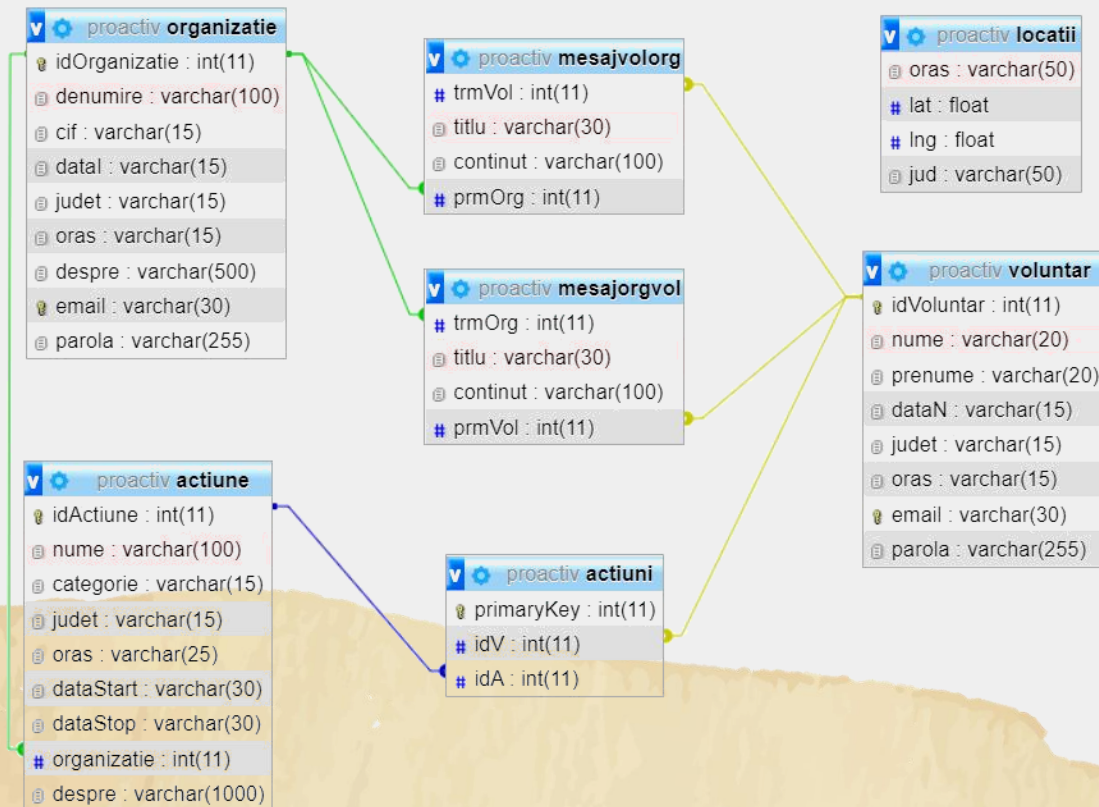 v proactiv organizatie
idOrganizatie : int(11)
denumire : varchar(100)
cif : varchar(15)
dataI : varchar(15)
judet : varchar(15)
oras : varchar(15)
despre : varchar(500)
email : varchar(30)
parola : varchar(255)
v proactiv mesajvolorg
# trmVol : int(11)
titlu : varchar(30)
continut : varchar(100)
# prmOrg : int(11)
v proactiv locatii
oras : varchar(50)
# lat : float
# lng : float
jud : varchar(50)
v proactiv mesajorgvol
# trmOrg : int(11)
titlu : varchar(30)
continut : varchar(100)
# prmVol : int(11)
v proactiv voluntar
idVoluntar : int(11)
nume : varchar(20)
prenume : varchar(20)
dataN : varchar(15)
judet : varchar(15)
oras : varchar(15)
email : varchar(30)
parola : varchar(255)
v proactiv actiune
idActiune : int(11)
nume : varchar(100)
categorie : varchar(15)
judet : varchar(15)
oras : varchar(25)
dataStart : varchar(30)
dataStop : varchar(30)
# organizatie : int(11)
despre : varchar(1000)
v proactiv actiuni
primaryKey : int(11)
# idV : int(11)
# idA : int(11)